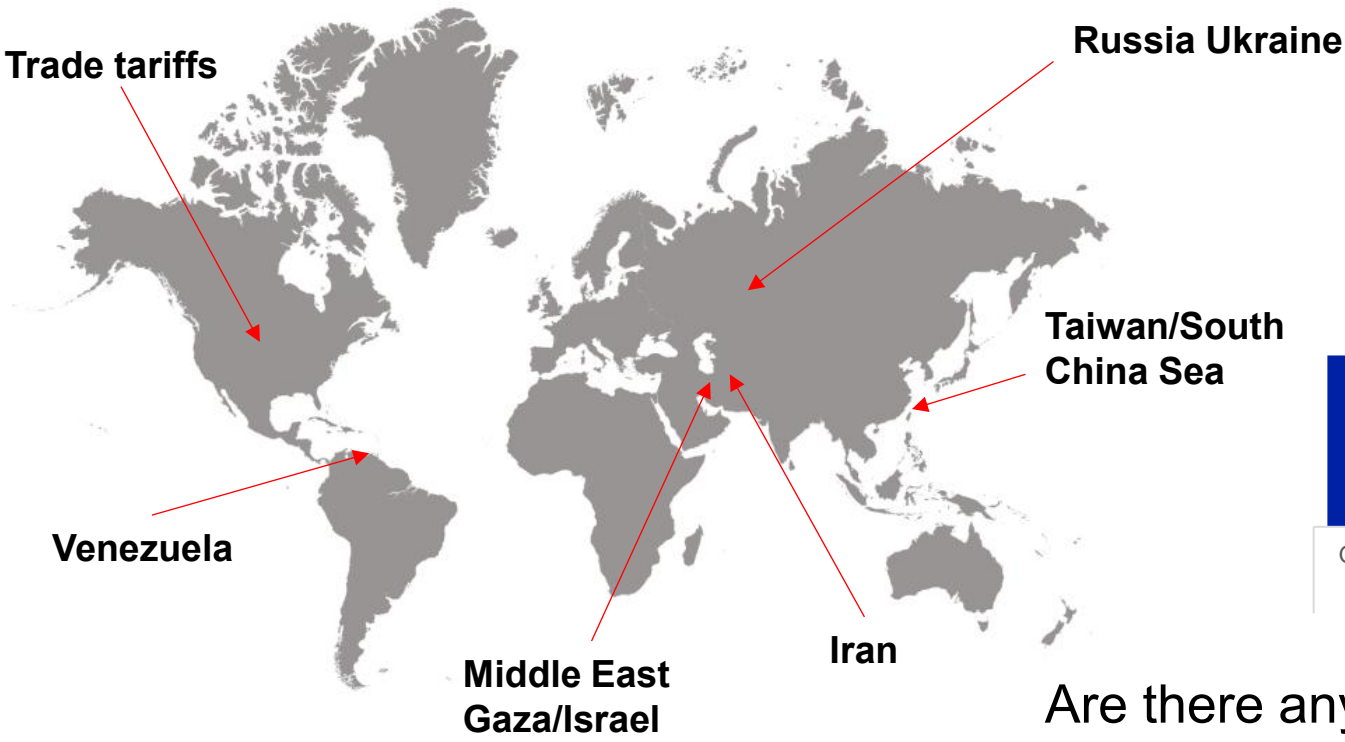 Trade tariffs
Russia Ukraine
Taiwan/South
China Sea
Venezuela
Iran
Middle East
Gaza/Israel
Are there any